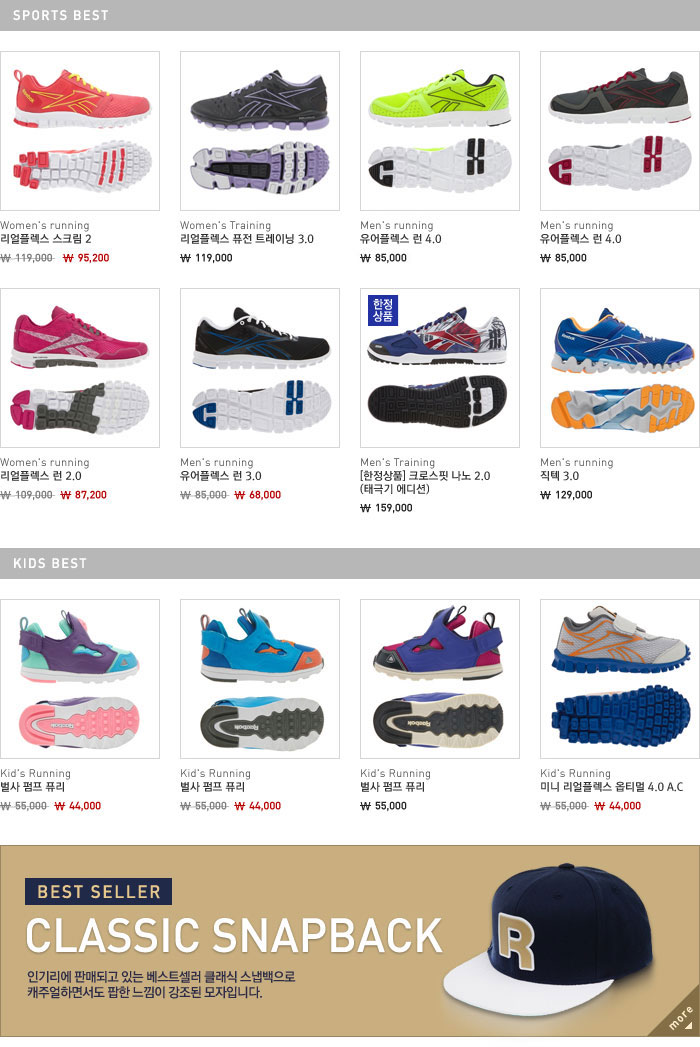 SPORTS BEST
Women's running
리얼플렉스 스크림 2
₩ 119,000 ₩ 95,200
Women's Training
리얼플렉스 퓨전 트레이닝 3.0
₩ 119,000
Men's running
유어플렉스 런 4.0
₩ 85,000
Men's running
유어플렉스 런 4.0
₩ 85,000
Women's running
리얼플렉스 런 2.0
₩ 109,000 ₩ 87,200
Men's running
유어플렉스 런 3.0
₩ 85,000 ₩ 68,000
한정
상품
Men's Training
[한정상품] 크로스핏 나노 2.0
(태극기 에디션)
₩ 159,000
Reebok
Men's running
직텍 3.0
₩ 129,000
KIDS BEST
Kid's Running
벌사 펌프 퓨리
₩ 55,000 ₩ 44,000
Reebok
Kid's Running
벌사 펌프 퓨리
₩ 55,000 ₩ 44,000
Reebok
Kid's Running
벌사 펌프 퓨리
₩ 55,000
Kid's Running
미니 리얼플렉스 옵티멀 4.0 A.C
₩ 55,000 ₩ 44,000
BEST SELLER
CLASSIC SNAPBACK
인기리에 판매되고 있는 베스트셀러 클래식 스냅백으로
캐주얼하면서도 팝한 느낌이 강조된 모자입니다.
R
more